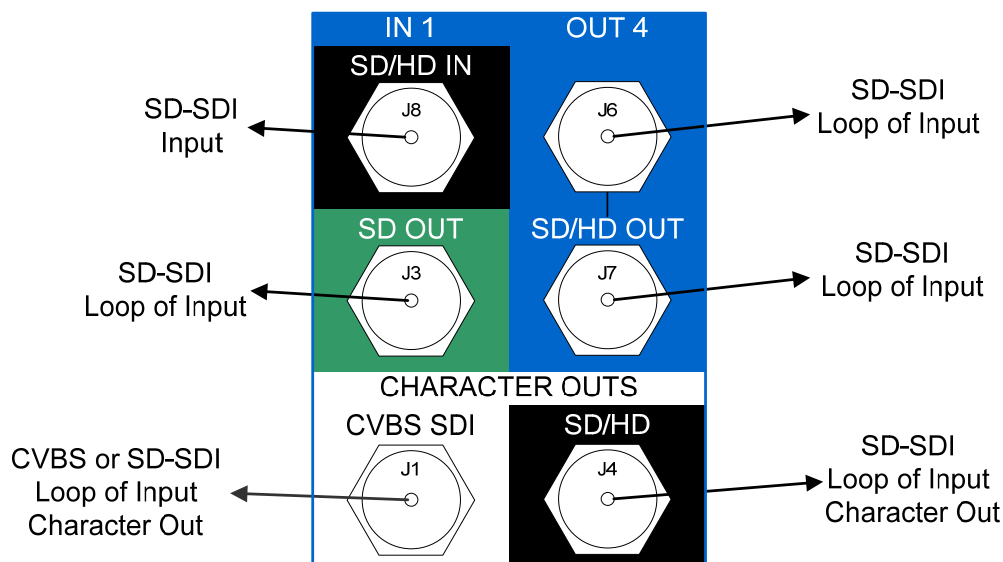 IN 1
OUT 4
SD/HD IN
J8
J6
SD-SDI
Input
SD-SDI
Loop of Input
SD OUT
SD/HD OUT
J3
J7
SD-SDI
Loop of Input
SD-SDI
Loop of Input
CHARACTER OUTS
CVBS SDI
SD/HD
J1
J4
CVBS or SD-SDI
Loop of Input
Character Out
SD-SDI
Loop of Input
Character Out